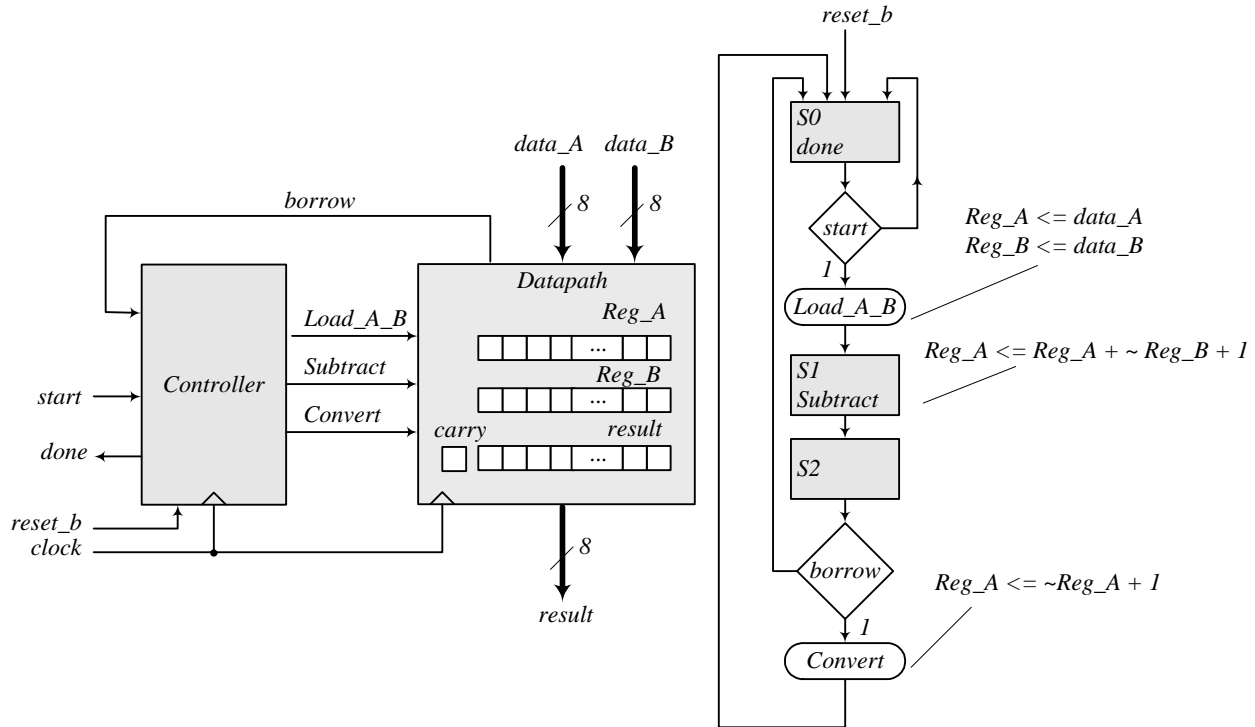 data_A data_B
8 8
borrow
Datapath
Reg_A
...
Reg_B
...
carry result
...
Controller
Load_A_B
Subtract
Convert
start
done
reset_b
clock
8
result
reset_b
S0
done
start
1
Load_A_B
Reg_A <= data_A
Reg_B <= data_B
S1
Subtract
Reg_A <= Reg_A + ~ Reg_B + 1
S2
borrow
1
Convert
Reg_A <= ~Reg_A + 1